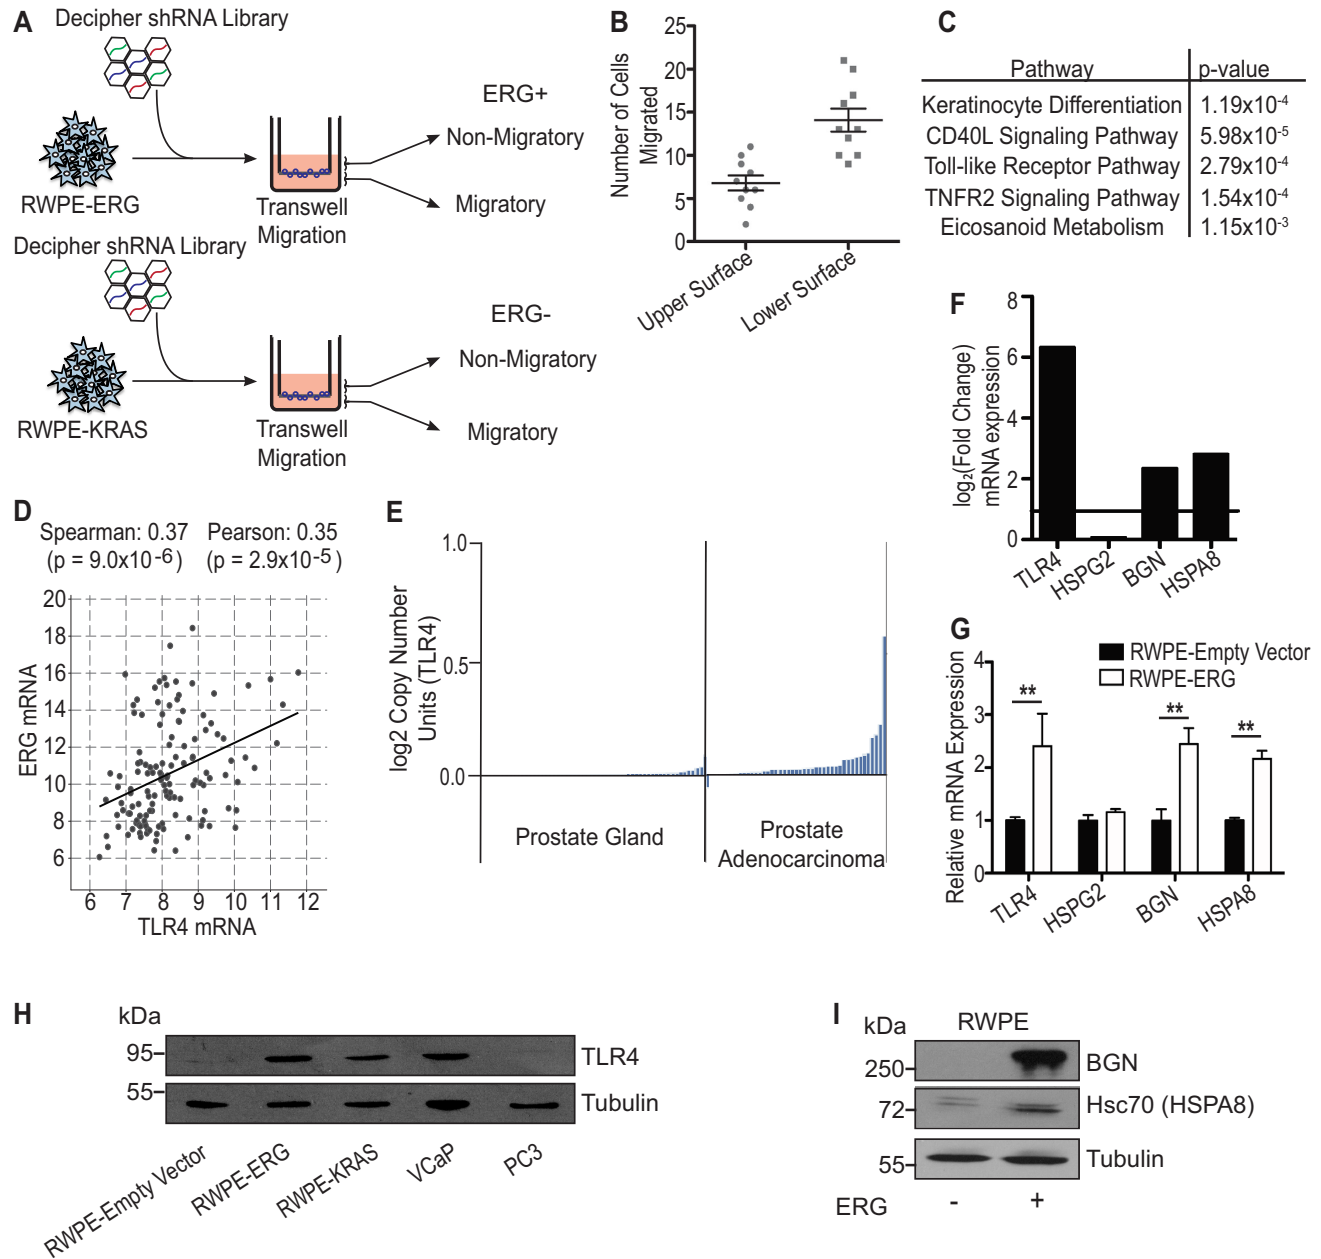 A
Decipher shRNA Library
RWPE-ERG
Transwell
Migration
ERG+
Non-Migratory
Migratory
Decipher shRNA Library
RWPE-KRAS
Transwell
Migration
ERG-
Non-Migratory
Migratory
B
Number of Cells
Migrated
25
20
15
10
5
0
Upper Surface
Lower Surface
C
Pathway p-value
Keratinocyte Differentiation 1.19x10-4
CD40L Signaling Pathway 5.98x10-5
Toll-like Receptor Pathway 2.79x10-4
TNFR2 Signaling Pathway 1.54x10-4
Eicosanoid Metabolism 1.15x10-3
D
Spearman: 0.37 Pearson: 0.35
(p = 9.0x10-6) (p = 2.9x10-5)
ERG mRNA
20
18
16
14
12
10
8
6
6 7 8 9 10 11 12
TLR4 mRNA
E
log2 Copy Number
Units (TLR4)
1.0
0.5
0.0
Prostate Gland
Prostate
Adenocarcinoma
F
log2(Fold Change)
mRNA expression
8
6
4
2
0
TLR4
HSPG2
BGN
HSPA8
G
Relative mRNA Expression
4
3
2
1
0
RWPE-Empty Vector
RWPE-ERG
** ** **
TLR4
HSPG2
BGN
HSPA8
H
kDa
95
TLR4
55
Tubulin
RWPE-Empty Vector
RWPE-ERG
RWPE-KRAS
VCaP
PC3
I
kDa RWPE
250 BGN
72 Hsc70 (HSPA8)
55 Tubulin
ERG - +